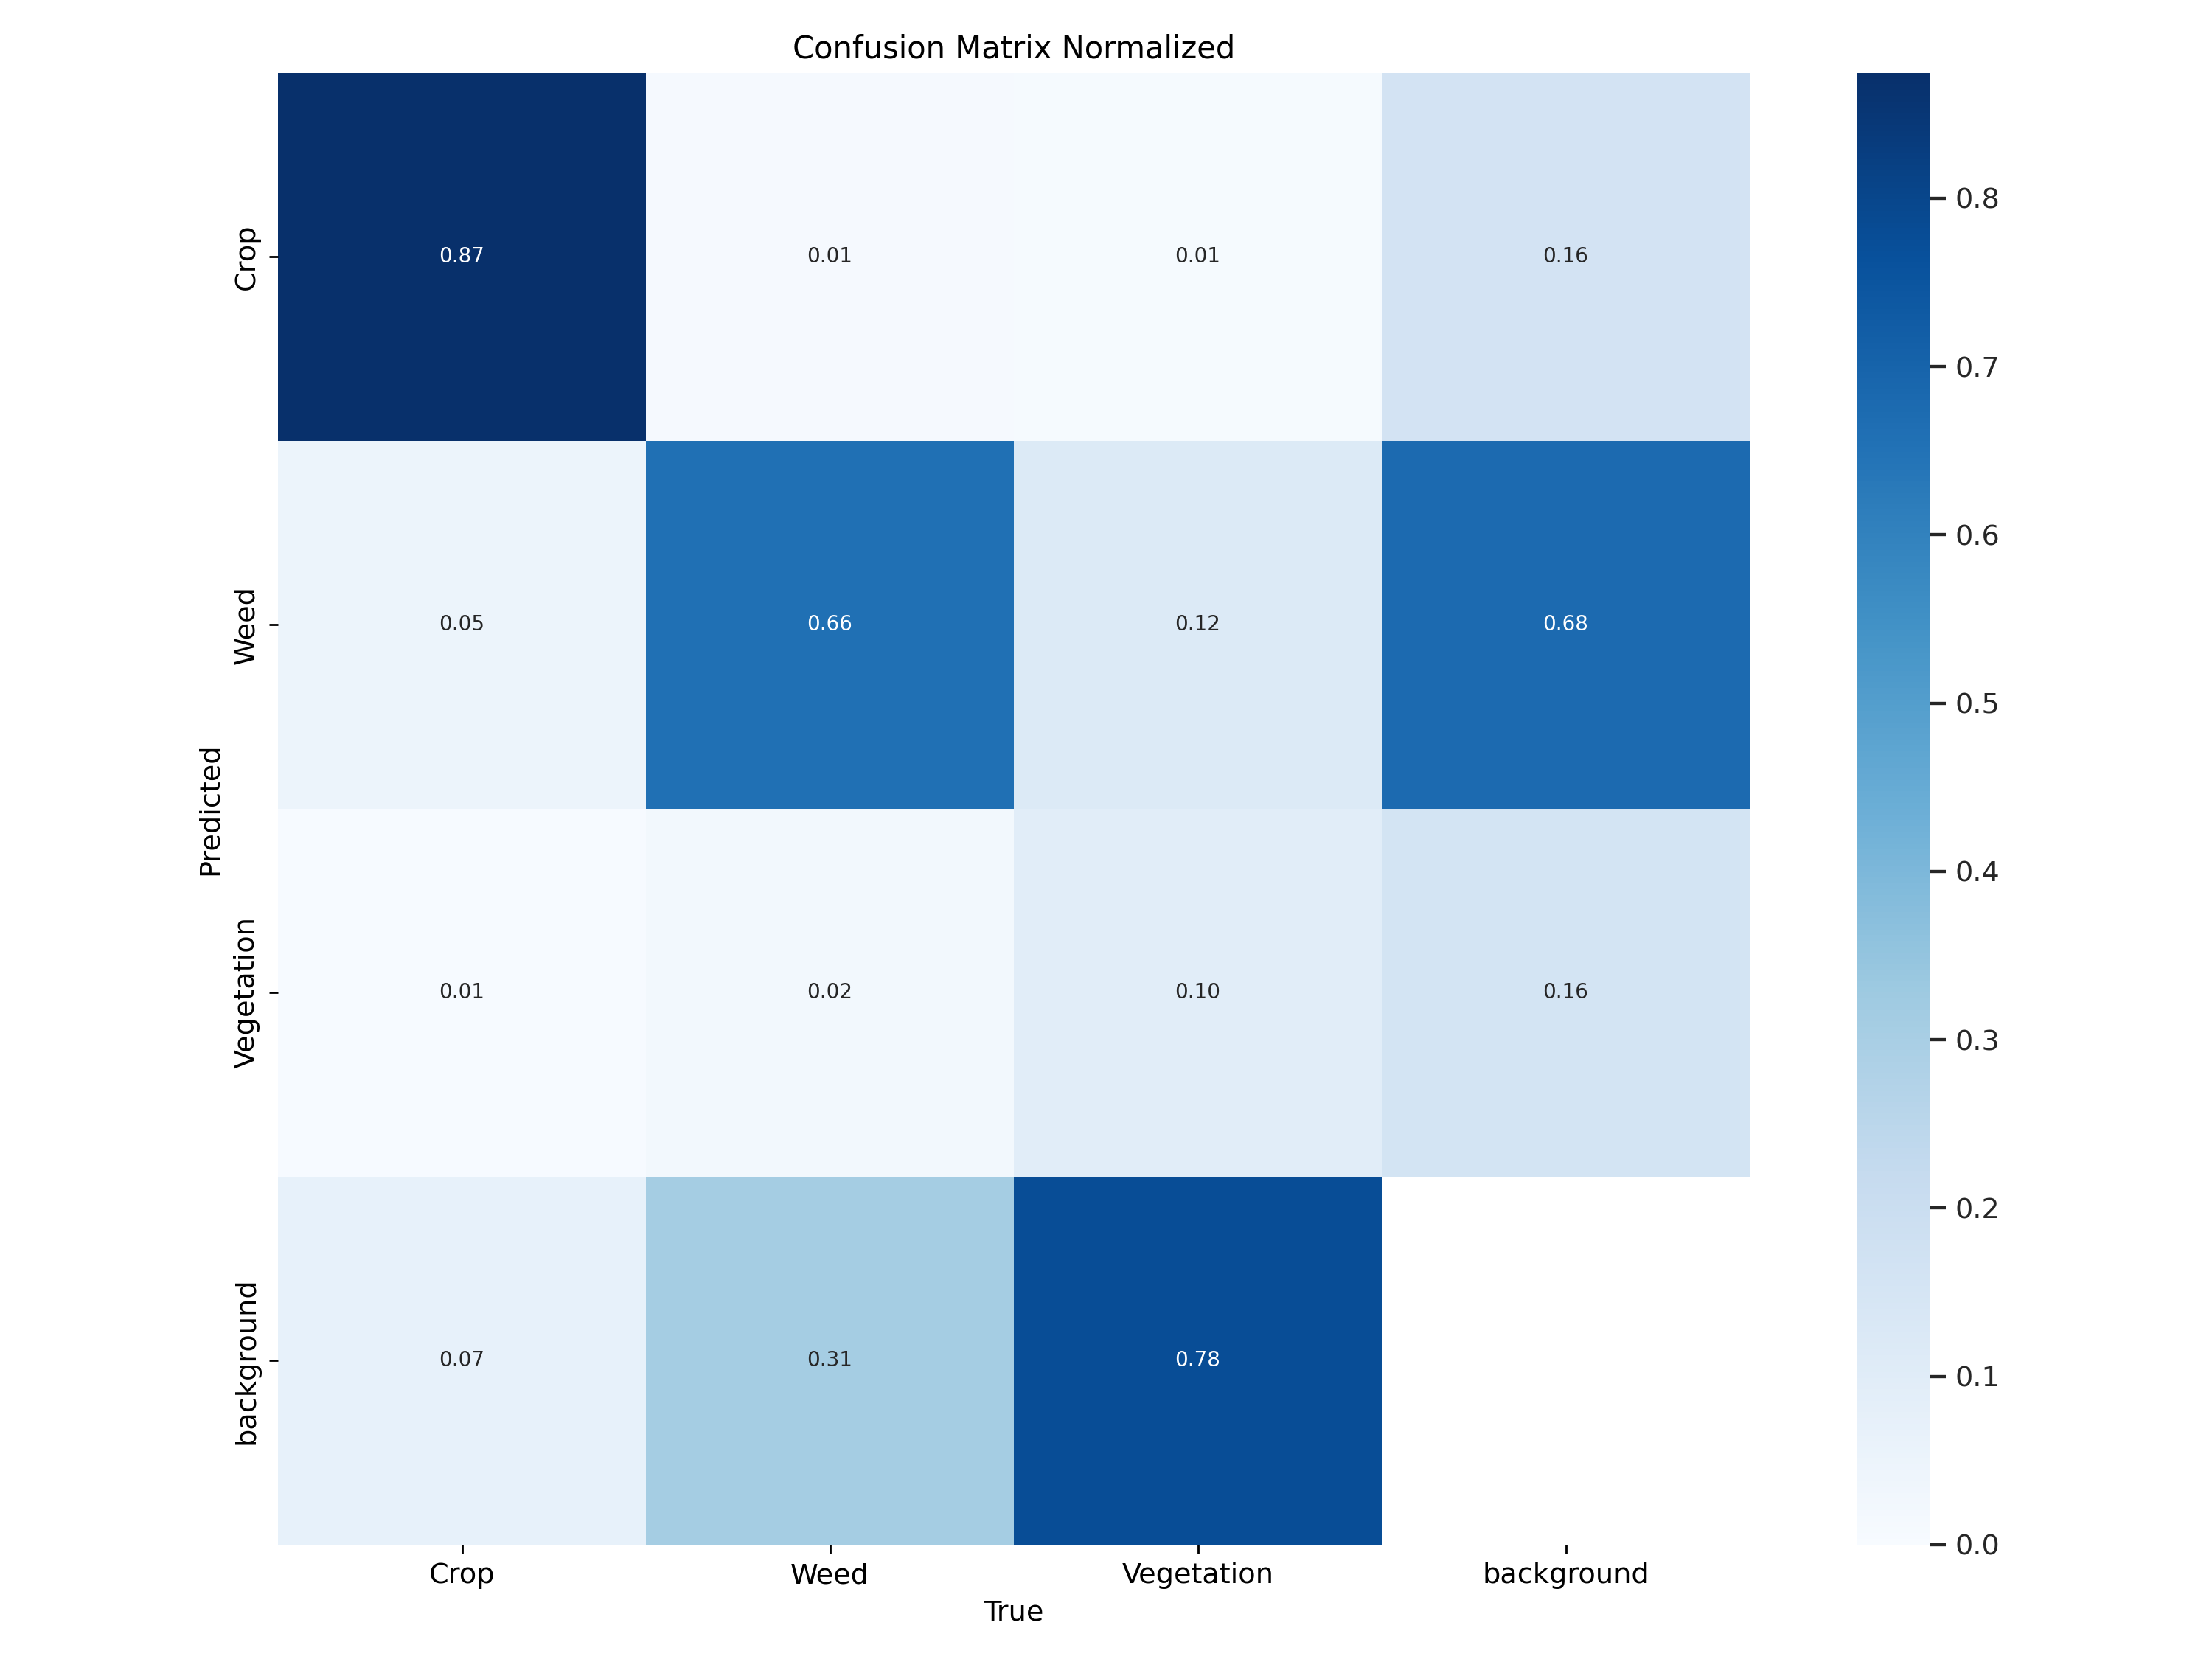 Confusion Matrix Normalized
Crop
0.87
0.01
0.01
0.16
Weed
0.05
0.66
0.12
0.68
Vegetation
0.01
0.02
0.10
0.16
background
0.07
0.31
0.78
Predicted
Crop
Weed
Vegetation
background
True
0.8
0.7
0.6
0.5
0.4
0.3
0.2
0.1
0.0